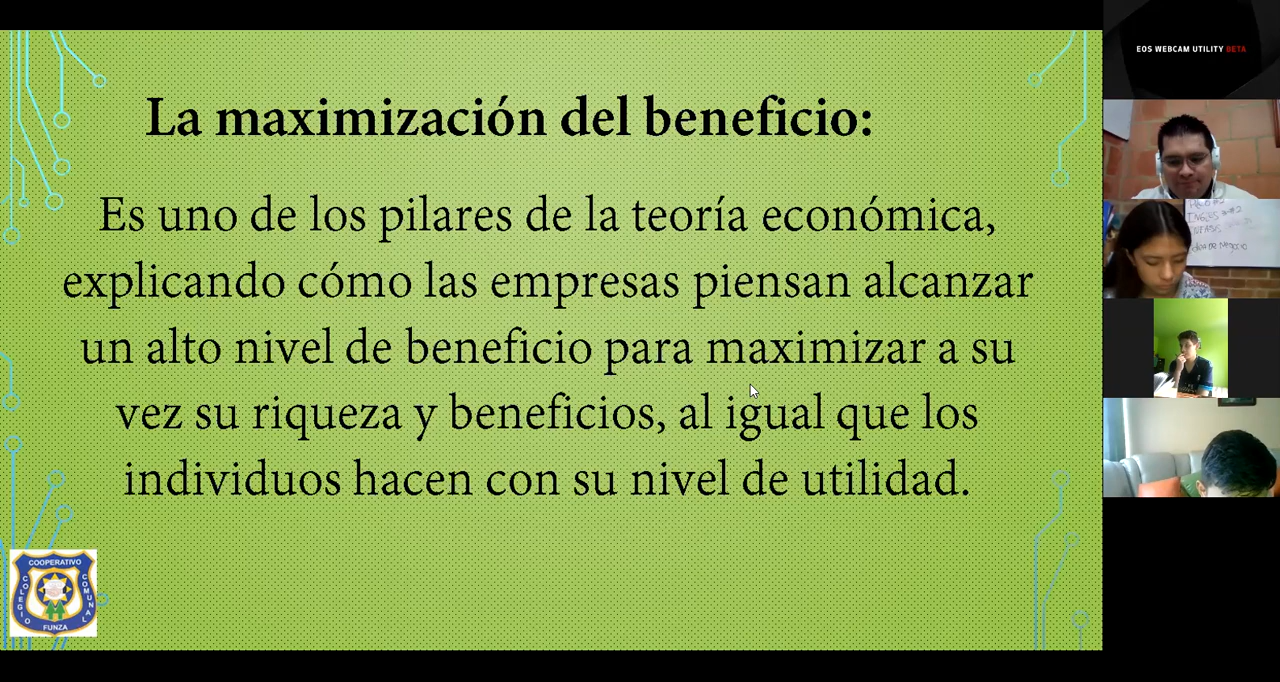 La maximización del beneficio:
Es uno de los pilares de la teoría económica,
explicando cómo las empresas piensan alcanzar
un alto nivel de beneficio para maximizar a su
vez su riqueza y beneficios, al igual que los
individuos hacen con su nivel de utilidad.
COOPERATIVO
COLEGIO
COMUNAL
FUNZA
EOS WEBCAM UTILITY BETA
INGLES